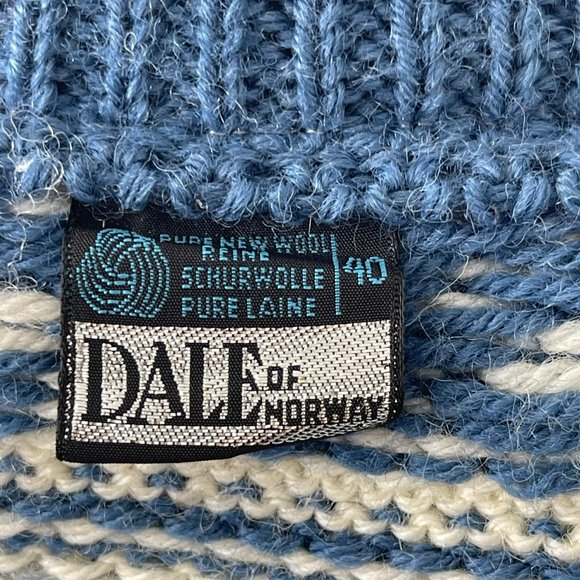 PURE NEW WOOL
REINE
SCHURWOLLE
PURE LAINE
40
DALE OF NORWAY